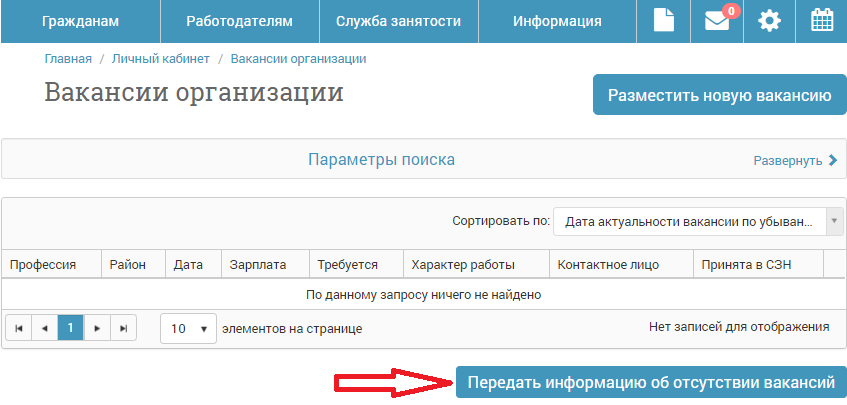 Гражданам Работодателям Служба занятости Информация 0
Главная / Личный кабинет / Вакансии организации
Вакансии организации
Разместить новую вакансию
Параметры поиска Развернуть
Сортировать по: Дата актуальности вакансии по убыван...
Профессия Район Дата Зарплата Требуется Характер работы Контактное лицо Принята в СЗН
По данному запросу ничего не найдено
1 10 элементов на странице Нет записей для отображения
Передать информацию об отсутствии вакансий